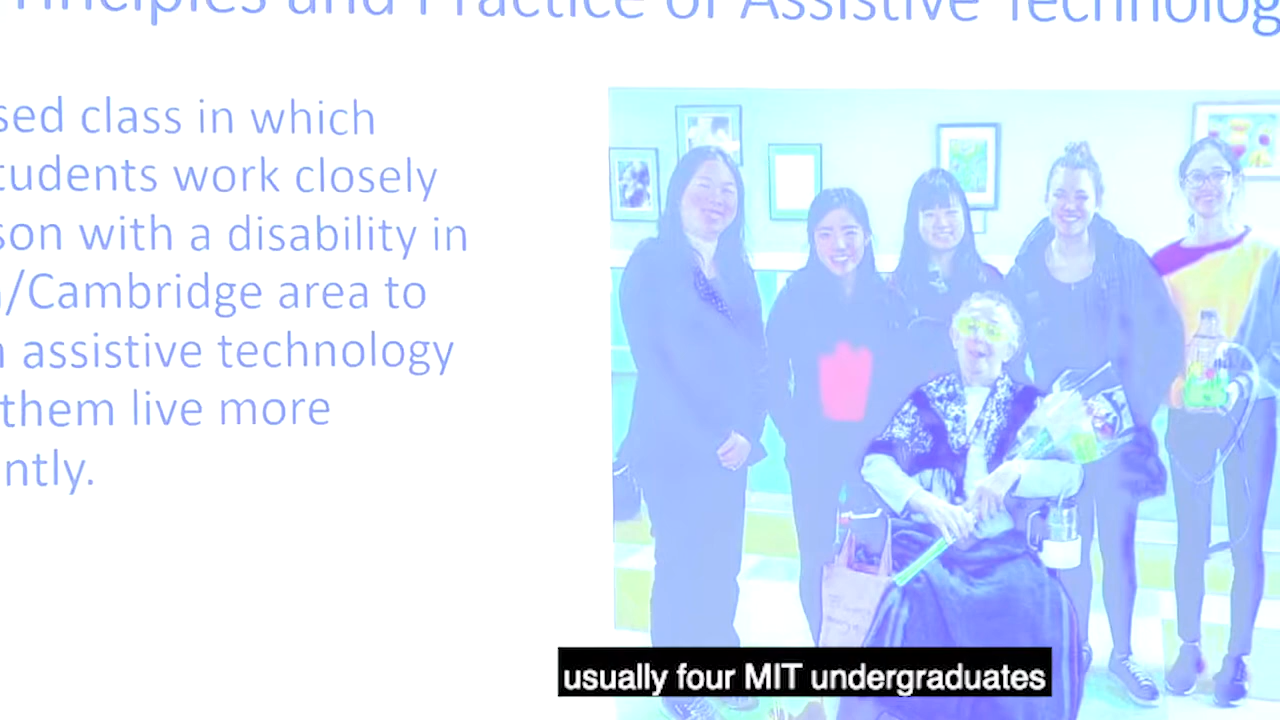 rinciples and Practice of Assistive Technolog
sed class in which
tudents work closely
son with a disability in
/Cambridge area to
assistive technology
them live more
ntly.
usually four MIT undergraduates